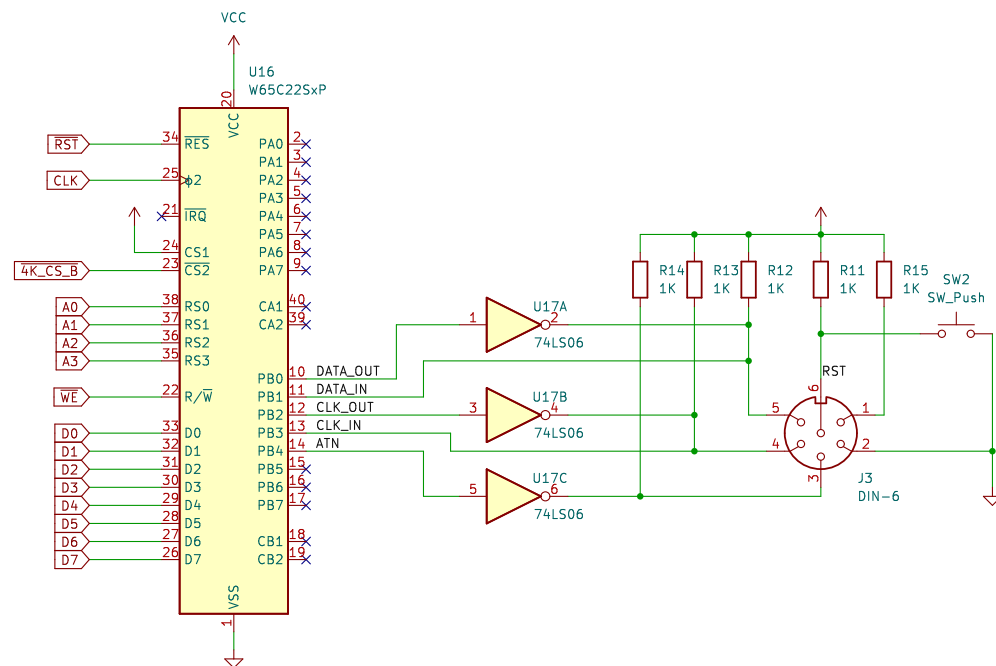 VCC
U16
W65C22SxP
20
VCC
RST
34
RES
CLK
25
ϕ2
21
IRQ
24
CS1
4K_CS_B
23
CS2
A0
38
RS0
A1
37
RS1
A2
36
RS2
A3
35
RS3
WE
22
R/W
D0
33
D0
D1
32
D1
D2
31
D2
D3
30
D3
D4
29
D4
D5
28
D5
D6
27
D6
D7
26
D7
VSS
1
PA0
2
PA1
3
PA2
4
PA3
5
PA4
6
PA5
7
PA6
8
PA7
9
CA1
40
CA2
39
PB0
10
DATA_OUT
PB1
11
DATA_IN
PB2
12
CLK_OUT
PB3
13
CLK_IN
PB4
14
ATN
PB5
15
PB6
16
PB7
17
CB1
18
CB2
19
U17A
1
2
74LS06
U17B
3
4
74LS06
U17C
5
6
74LS06
R14
1K
R13
1K
R12
1K
R11
1K
R15
1K
SW2
SW_Push
RST
6
5
1
4
2
3
J3
DIN-6